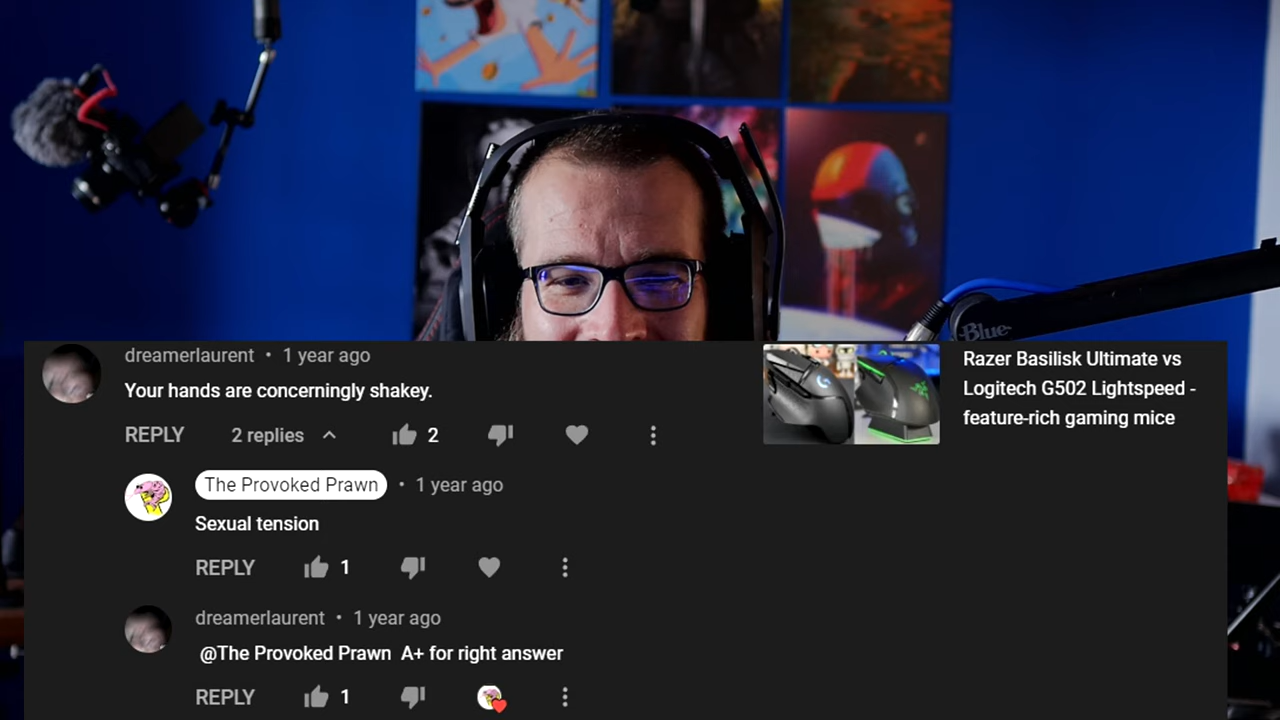 Blue
dreamerlaurent • 1 year ago
Your hands are concerningly shakey.
REPLY 2 replies 2
The Provoked Prawn • 1 year ago
Sexual tension
REPLY 1
dreamerlaurent • 1 year ago
@The Provoked Prawn A+ for right answer
REPLY 1
Razer Basilisk Ultimate vs
Logitech G502 Lightspeed -
feature-rich gaming mice